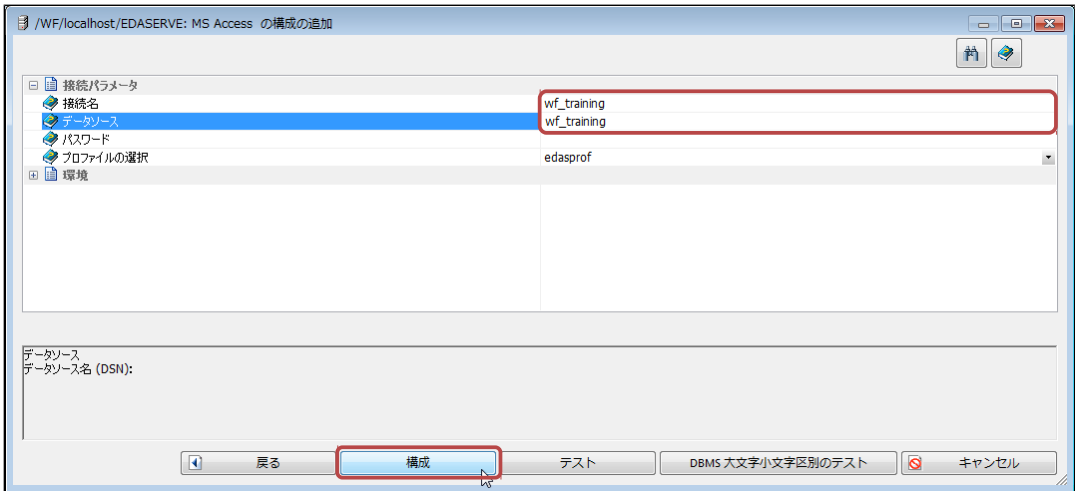 /WF/localhost/EDASERVE: MS Access の構成の追加
接続パラメータ
接続名 wf_training
データソース wf_training
パスワード
プロファイルの選択 edasprof
環境
データソース
データソース名 (DSN):
戻る 構成 テスト DBMS 大文字小文字区別のテスト キャンセル